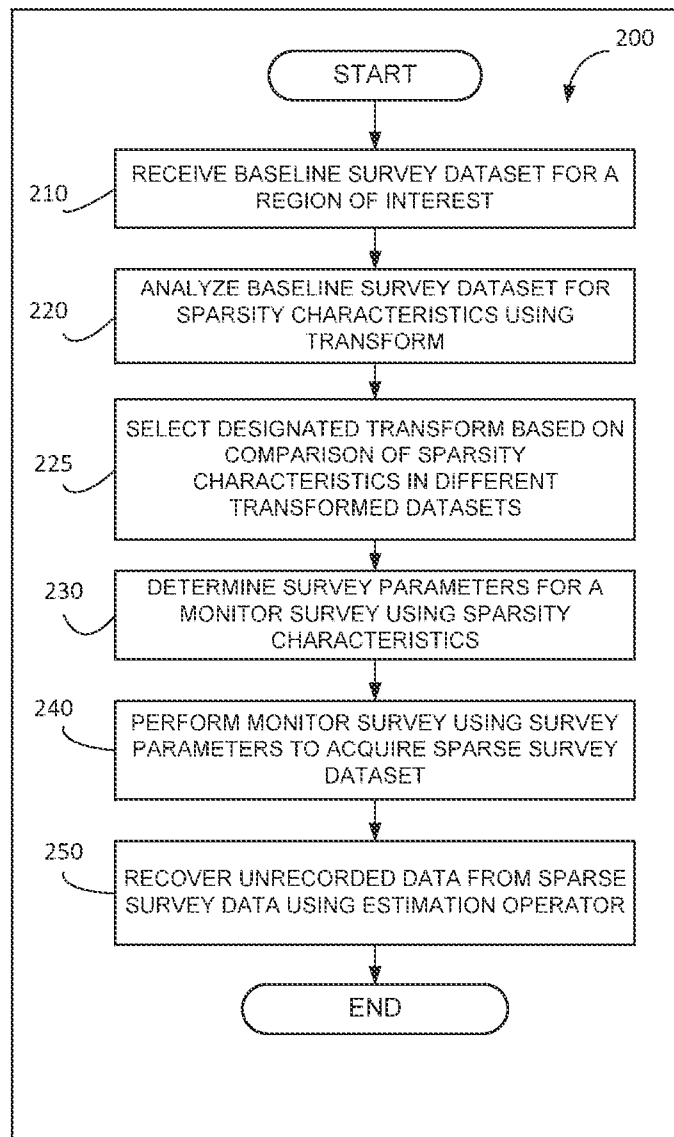 200
START
210
RECEIVE BASELINE SURVEY DATASET FOR A
REGION OF INTEREST
220
ANALYZE BASELINE SURVEY DATASET FOR
SPARSITY CHARACTERISTICS USING
TRANSFORM
225
SELECT DESIGNATED TRANSFORM BASED ON
COMPARISON OF SPARSITY
CHARACTERISTICS IN DIFFERENT
TRANSFORMED DATASETS
230
DETERMINE SURVEY PARAMETERS FOR A
MONITOR SURVEY USING SPARSITY
CHARACTERISTICS
240
PERFORM MONITOR SURVEY USING SURVEY
PARAMETERS TO ACQUIRE SPARSE SURVEY
DATASET
250
RECOVER UNRECORDED DATA FROM SPARSE
SURVEY DATA USING ESTIMATION OPERATOR
END